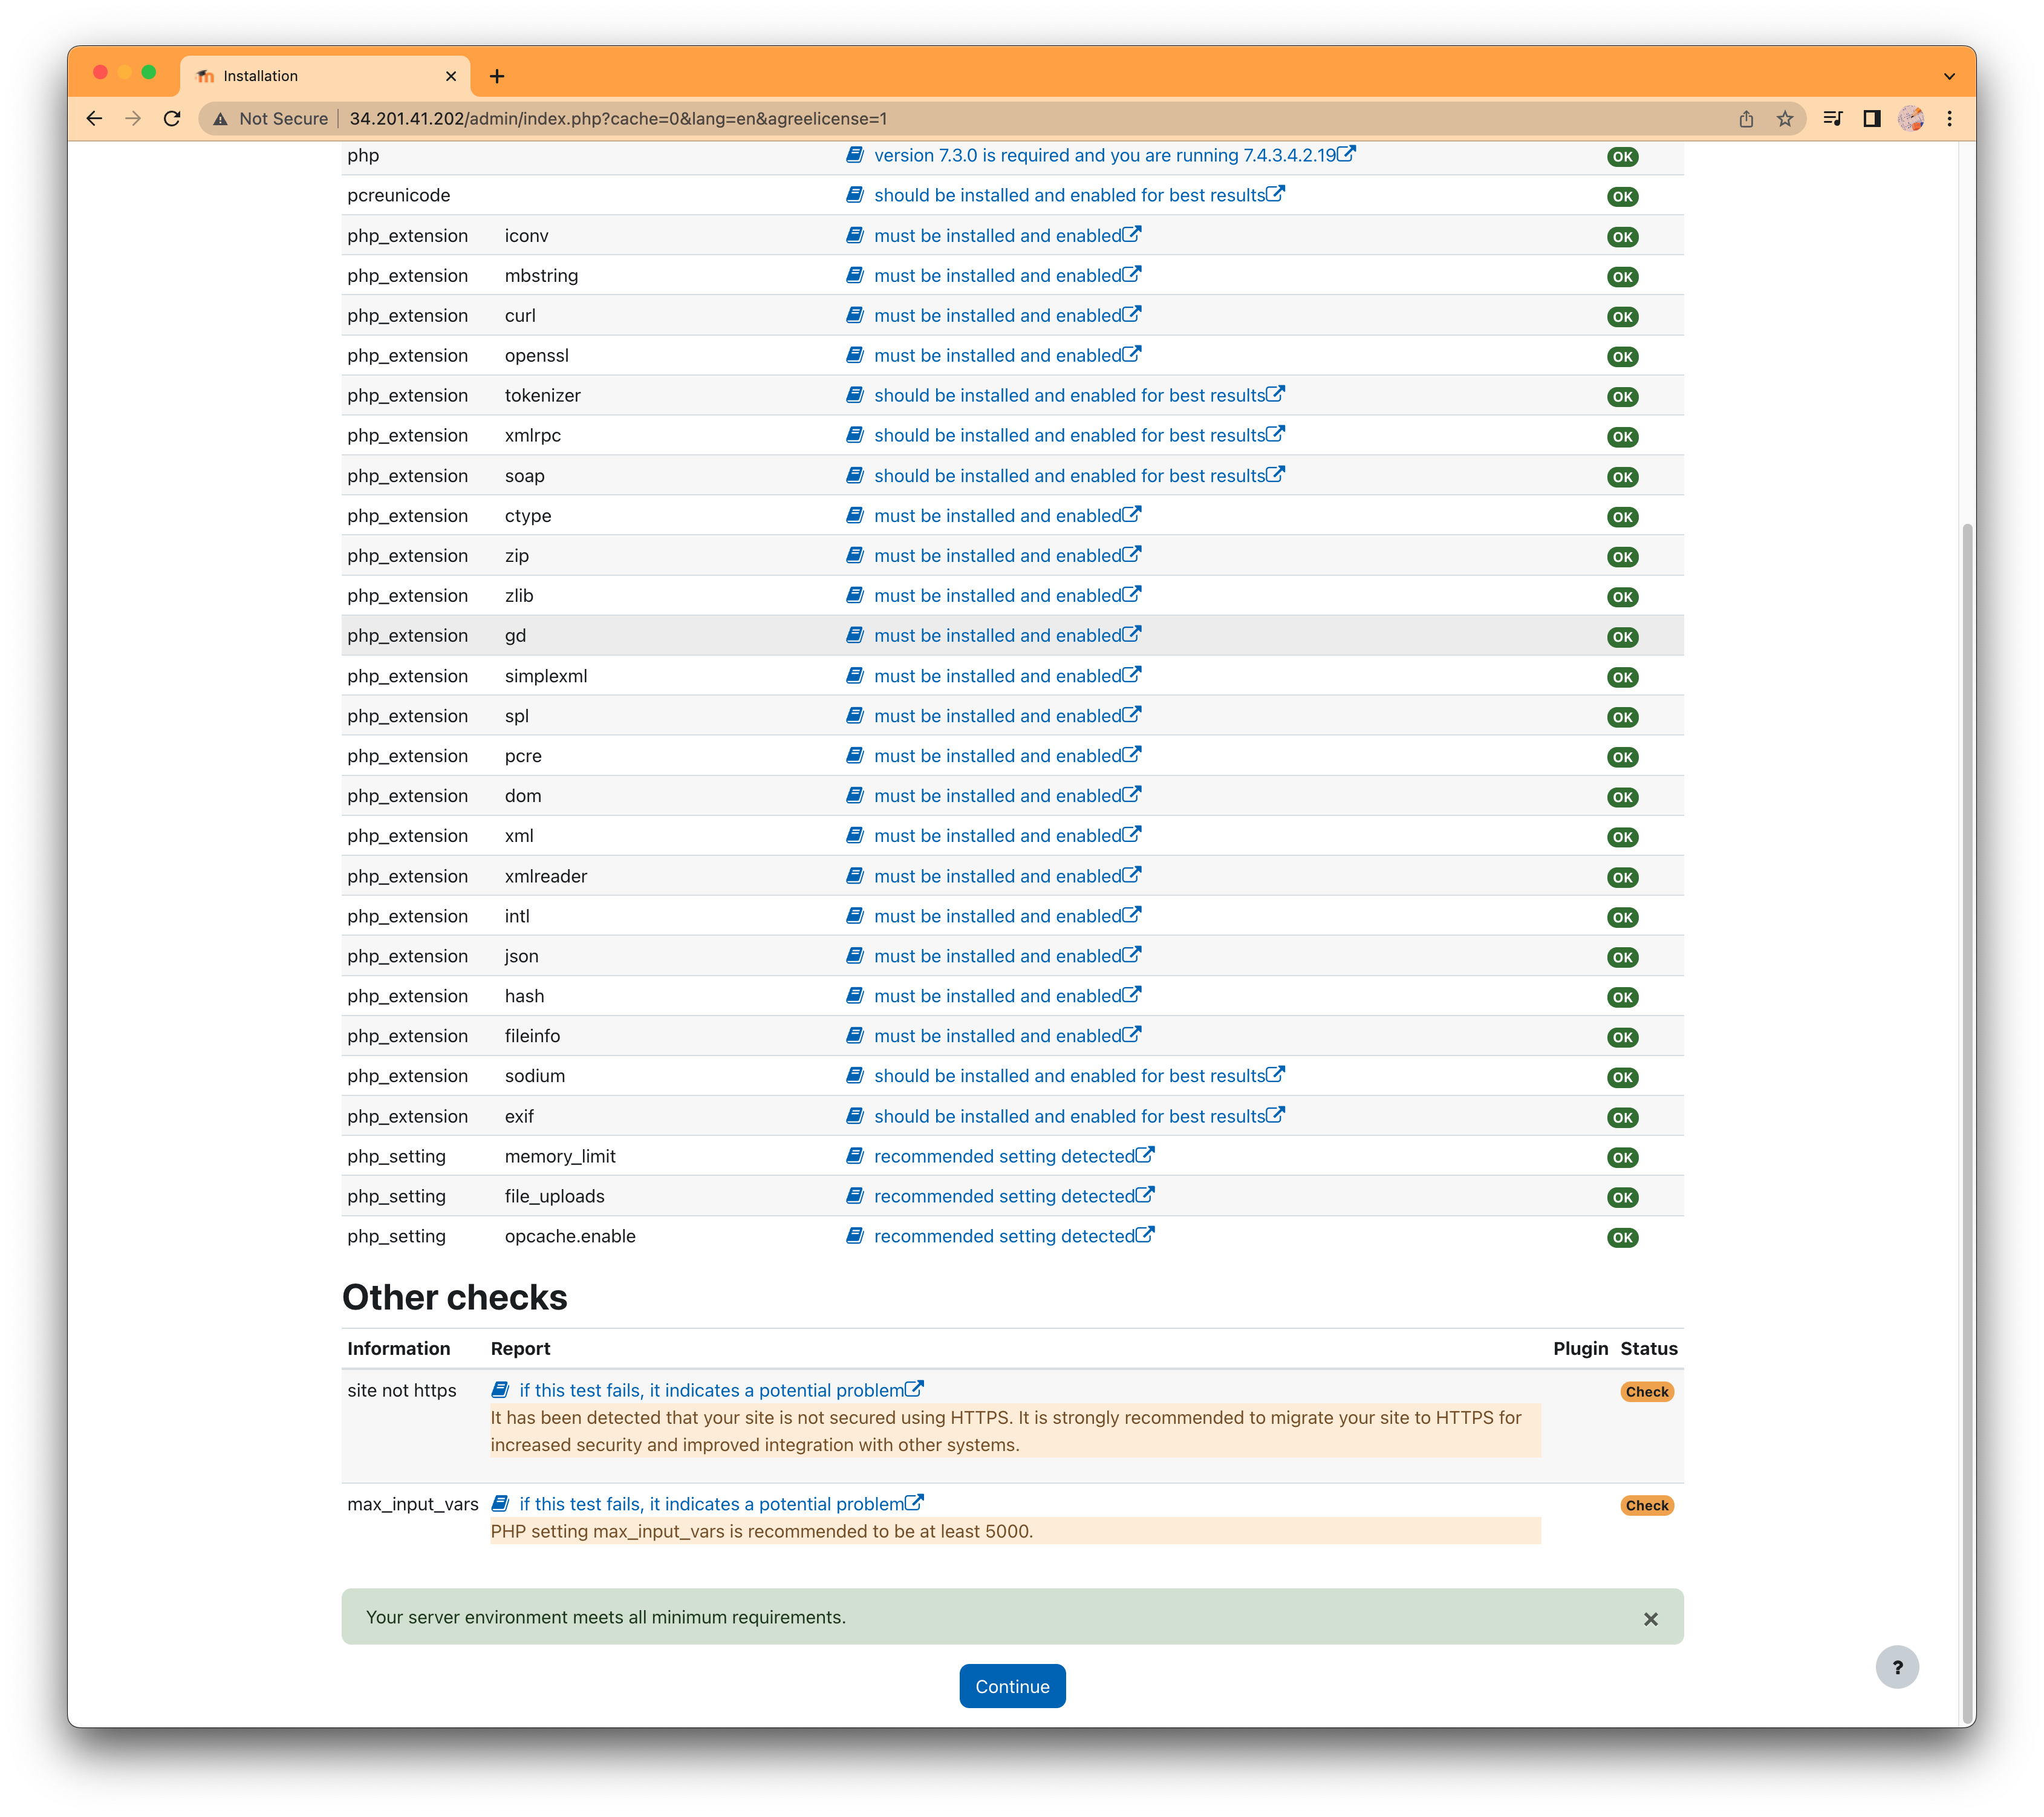 Installation
Not Secure 34.201.41.202/admin/index.php?cache=0&lang=en&agreelicense=1
php version 7.3.0 is required and you are running 7.4.3.4.2.19 OK
pcreunicode should be installed and enabled for best results OK
php_extension iconv must be installed and enabled OK
php_extension mbstring must be installed and enabled OK
php_extension curl must be installed and enabled OK
php_extension openssl must be installed and enabled OK
php_extension tokenizer should be installed and enabled for best results OK
php_extension xmlrpc should be installed and enabled for best results OK
php_extension soap should be installed and enabled for best results OK
php_extension ctype must be installed and enabled OK
php_extension zip must be installed and enabled OK
php_extension zlib must be installed and enabled OK
php_extension gd must be installed and enabled OK
php_extension simplexml must be installed and enabled OK
php_extension spl must be installed and enabled OK
php_extension pcre must be installed and enabled OK
php_extension dom must be installed and enabled OK
php_extension xml must be installed and enabled OK
php_extension xmlreader must be installed and enabled OK
php_extension intl must be installed and enabled OK
php_extension json must be installed and enabled OK
php_extension hash must be installed and enabled OK
php_extension fileinfo must be installed and enabled OK
php_extension sodium should be installed and enabled for best results OK
php_extension exif should be installed and enabled for best results OK
php_setting memory_limit recommended setting detected OK
php_setting file_uploads recommended setting detected OK
php_setting opcache.enable recommended setting detected OK
Other checks
Information Report Plugin Status
site not https if this test fails, it indicates a potential problem Check
It has been detected that your site is not secured using HTTPS. It is strongly recommended to migrate your site to HTTPS for
increased security and improved integration with other systems.
max_input_vars if this test fails, it indicates a potential problem Check
PHP setting max_input_vars is recommended to be at least 5000.
Your server environment meets all minimum requirements. ×
Continue
?